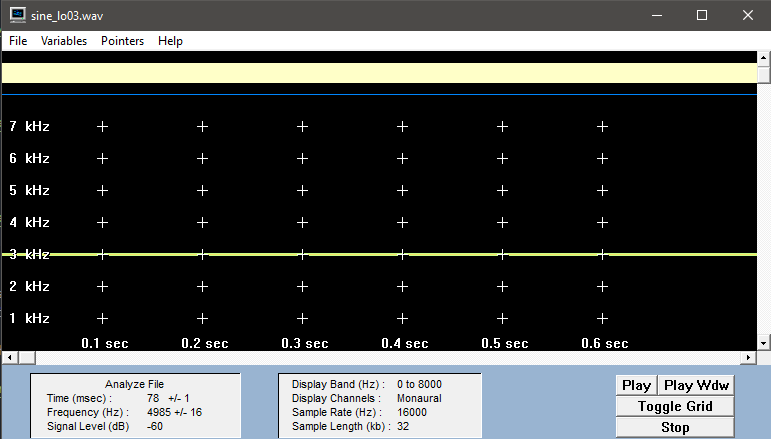 sine_lo03.wav
File Variables Pointers Help
7 kHz
6 kHz
5 kHz
4 kHz
3 kHz
2 kHz
1 kHz
0.1 sec 0.2 sec 0.3 sec 0.4 sec 0.5 sec 0.6 sec
Analyze File
Time (msec) : 78 +/- 1
Frequency (Hz) : 4985 +/- 16
Signal Level (dB) -60
Display Band (Hz) : 0 to 8000
Display Channels : Monaural
Sample Rate (Hz) : 16000
Sample Length (kb) : 32
Play Play Wdw
Toggle Grid
Stop